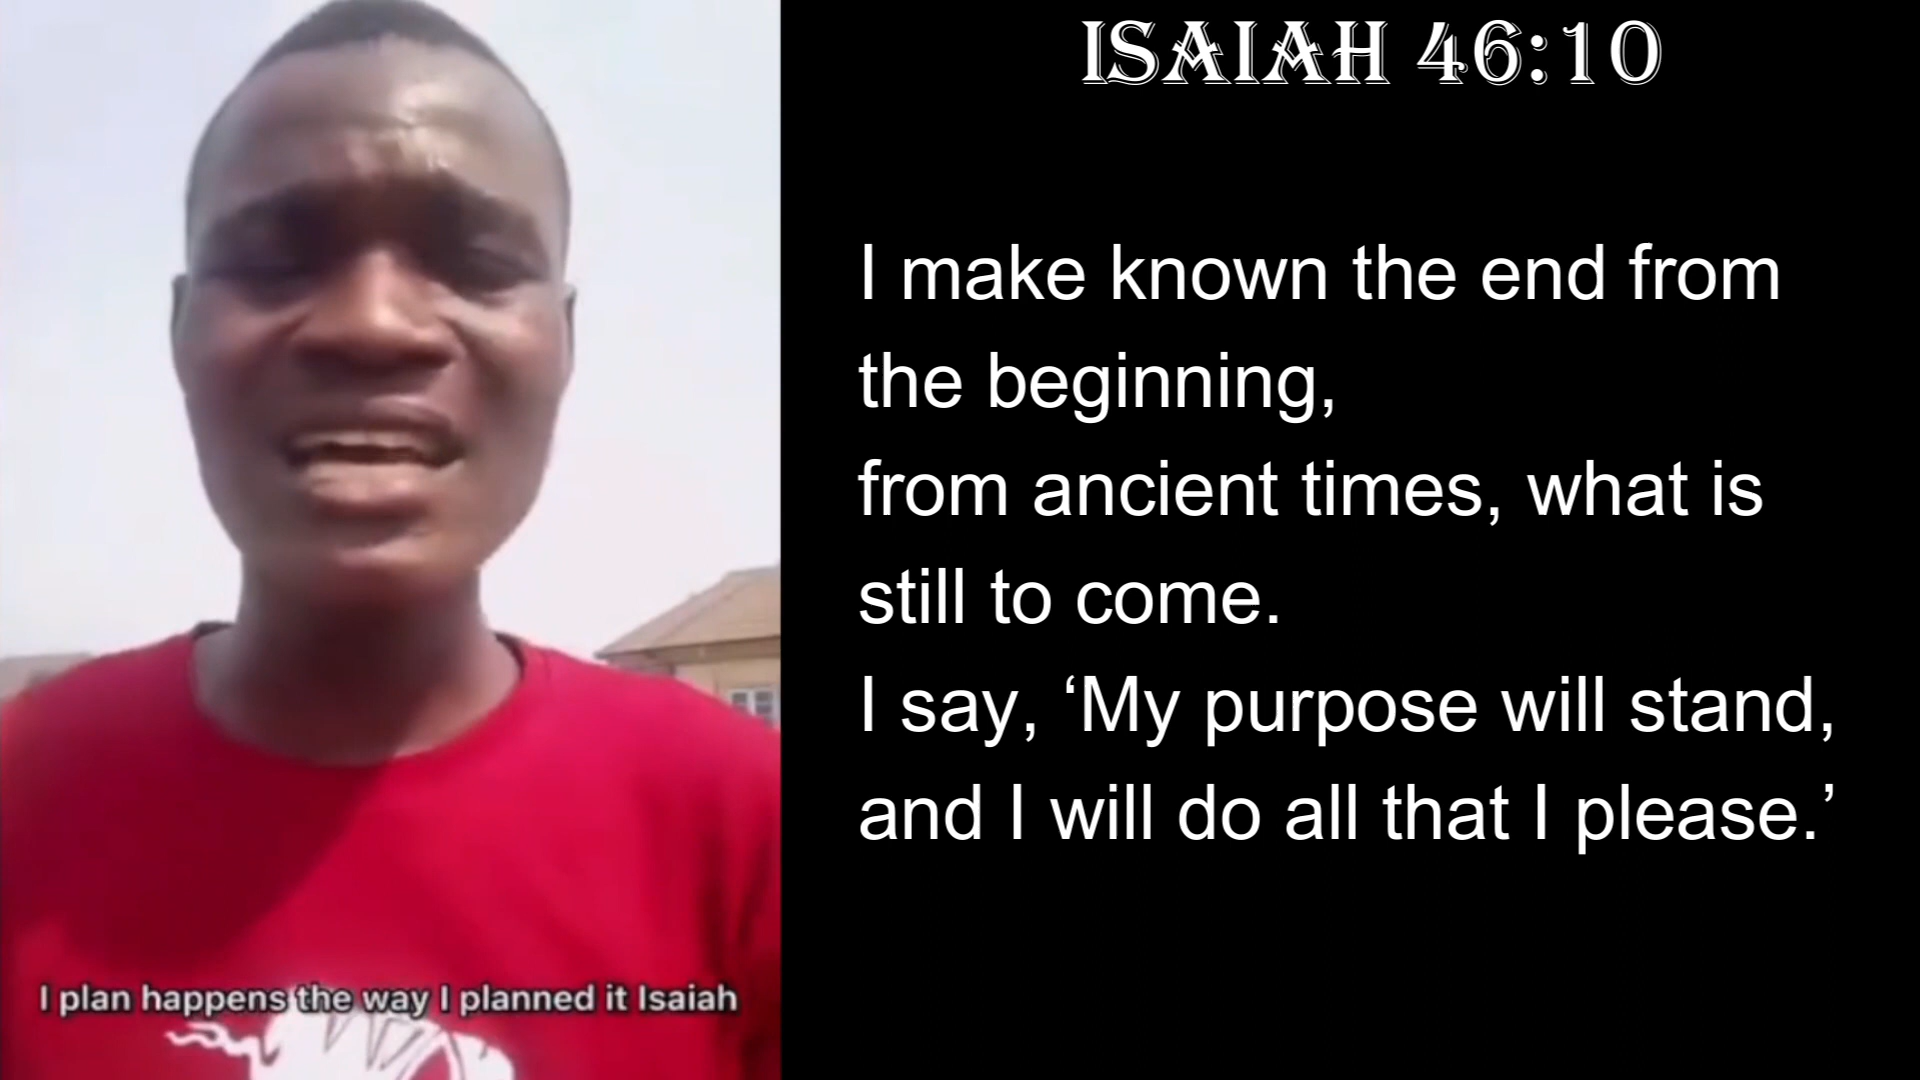 ISAIAH 46:10
I make known the end from
the beginning,
from ancient times, what is
still to come.
I say, ‘My purpose will stand,
and I will do all that I please.’
I plan happens the way I planned it Isaiah